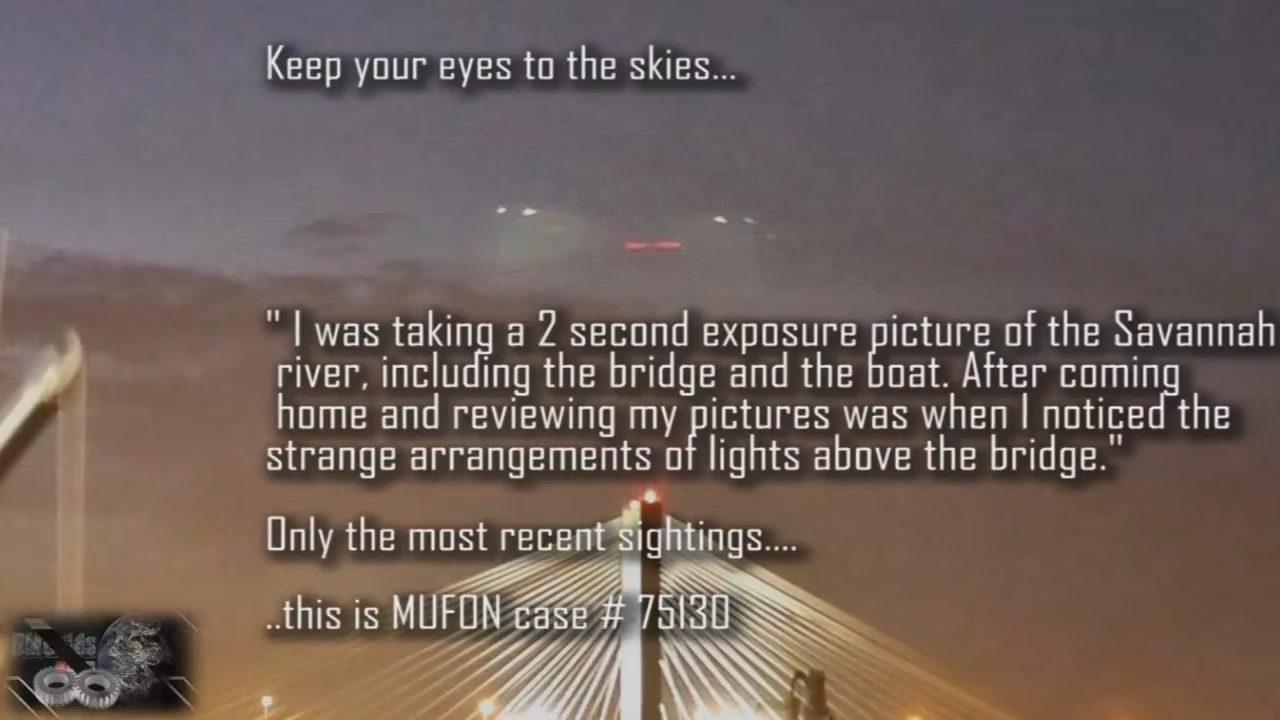 Keep your eyes to the skies...
" I was taking a 2 second exposure picture of the Savannah
river, including the bridge and the boat. After coming
home and reviewing my pictures was when I noticed the
strange arrangements of lights above the bridge."
Only the most recent sightings....
..this is MUFON case # 75130